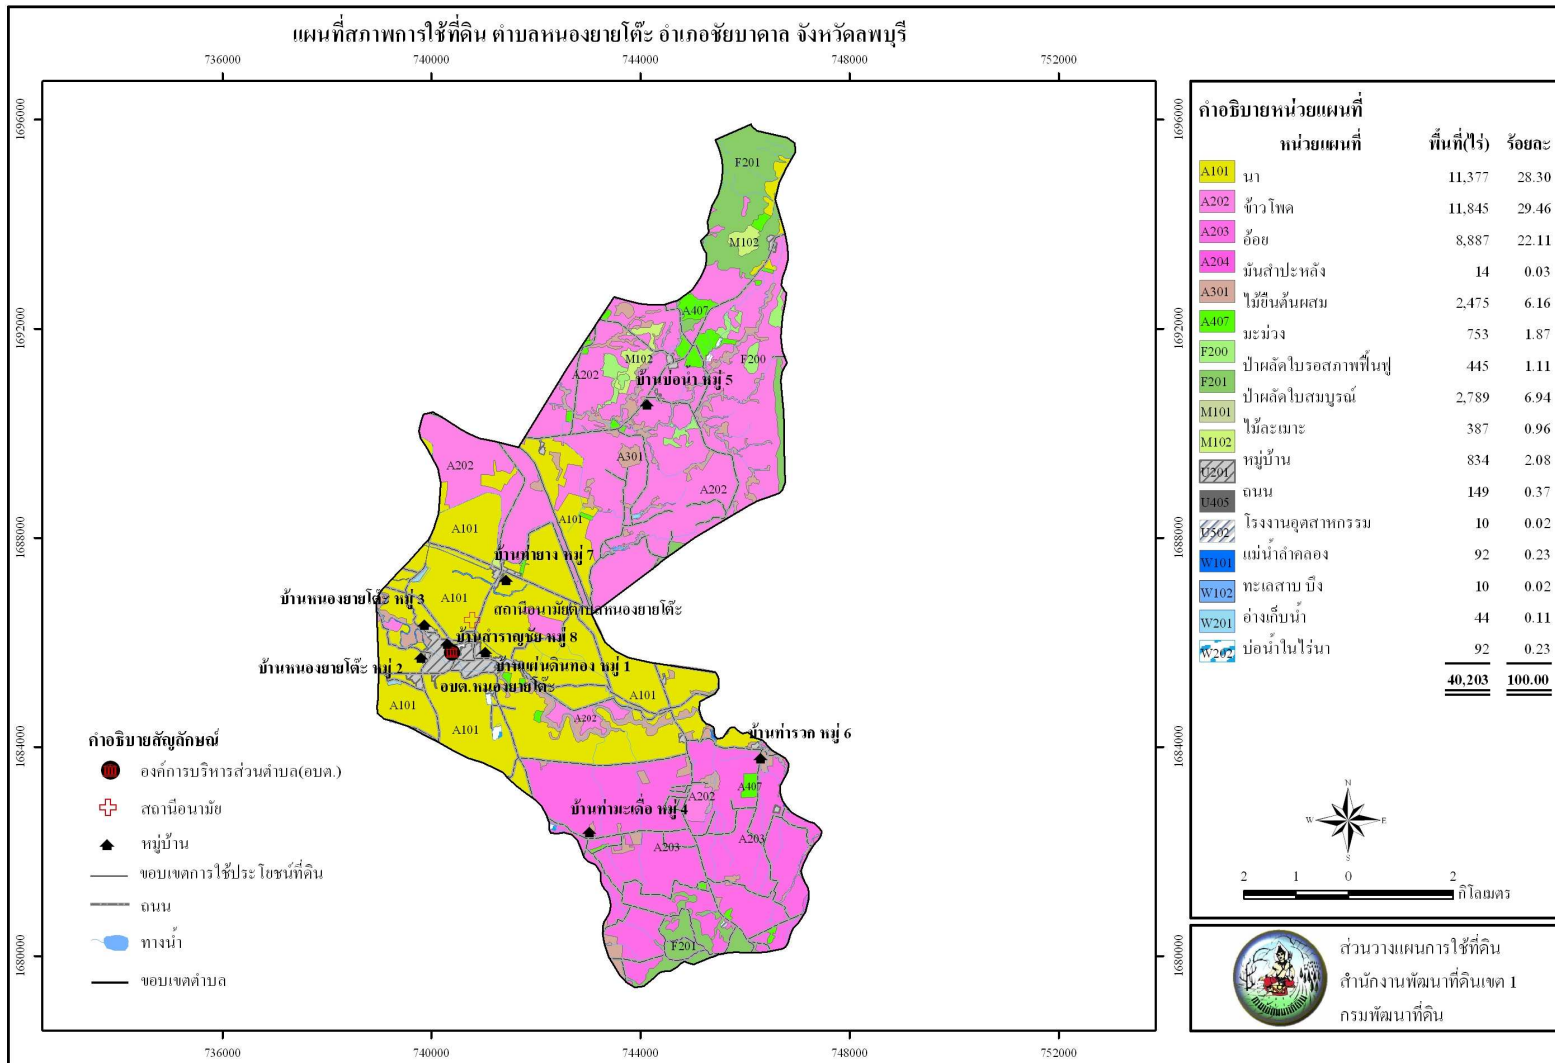 แผนที่สภาพการใช้ที่ดิน ตำบลหนองยายโต๊ะ อำเภอชัยบาดาล จังหวัดลพบุรี
736000 740000 744000 748000 752000
1696000 1696000
1692000 1692000
1688000 1688000
1684000 1684000
1680000 1680000
F201
M102
A407
M102
F200
A202
บ้านบ่อน้ำ หมู่ 5
A301
A202
A202
A101
A101
บ้านท่ายาง หมู่ 7
บ้านหนองยายโต๊ะ หมู่ 3
A101
สถานีอนามัยตำบลหนองยายโต๊ะ
บ้านสำราญชัย หมู่ 8
บ้านหนองยายโต๊ะ หมู่ 2
บ้านแผ่นดินทอง หมู่ 1
อบต.หนองยายโต๊ะ
A101
A101
A101
A202
บ้านท่ารวก หมู่ 6
A407
A202
บ้านท่ามะเดื่อ หมู่ 4
A203
A203
F201
736000 740000 744000 748000 752000
คำอธิบายสัญลักษณ์
องค์การบริหารส่วนตำบล(อบต.)
สถานีอนามัย
หมู่บ้าน
ขอบเขตการใช้ประโยชน์ที่ดิน
ถนน
ทางน้ำ
ขอบเขตตำบล
คำอธิบายหน่วยแผนที่
หน่วยแผนที่ พื้นที่(ไร่) ร้อยละ
A101 นา 11,377 28.30
A202 ข้าวโพด 11,845 29.46
A203 อ้อย 8,887 22.11
A204 มันสำปะหลัง 14 0.03
A301 ไม้ยืนต้นผสม 2,475 6.16
A407 มะม่วง 753 1.87
F200 ป่าผลัดใบรอสภาพฟื้นฟู 445 1.11
F201 ป่าผลัดใบสมบูรณ์ 2,789 6.94
M101 ไม้ละเมาะ 387 0.96
M102 หมู่บ้าน 834 2.08
U201 ถนน 149 0.37
U405 โรงงานอุตสาหกรรม 10 0.02
U502 แม่น้ำลำคลอง 92 0.23
W101 ทะเลสาบ บึง 10 0.02
W102 อ่างเก็บน้ำ 44 0.11
W201 บ่อน้ำในไร่นา 92 0.23
W202
40,203 100.00
N
W E
S
2 1 0 2
กิโลเมตร
ส่วนวางแผนการใช้ที่ดิน
สำนักงานพัฒนาที่ดินเขต 1
กรมพัฒนาที่ดิน
กรมพัฒนาที่ดิน